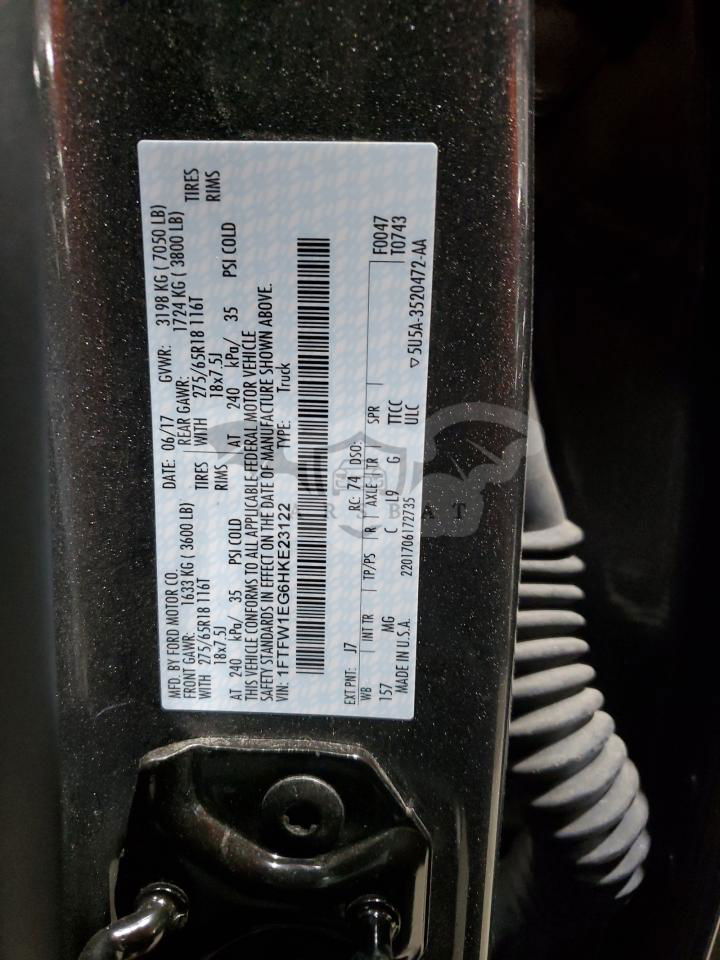 MFD. BY FORD MOTOR CO. DATE: 06/17 GVWR: 3198 KG ( 7050 LB)
FRONT GAWR: 1633 KG ( 3600 LB) REAR GAWR: 1724 KG ( 3800 LB)
WITH 275/65R18 116T TIRES WITH 275/65R18 116T TIRES
18x7.5J RIMS 18x7.5J RIMS
AT 240 kPa/ 35 PSI COLD AT 240 kPa/ 35 PSI COLD
THIS VEHICLE CONFORMS TO ALL APPLICABLE FEDERAL MOTOR VEHICLE
SAFETY STANDARDS IN EFFECT ON THE DATE OF MANUFACTURE SHOWN ABOVE.
VIN: 1FTFW1EG6HKE23122 TYPE: Truck
EXT PNT: J7 RC: 74 DSO: F0047
WB INT TR TP/PS R AXLE TR SPR T0743
157 MG C L9 G TTCC
ULC ▽5U5A-3520472-AA
MADE IN U.S.A. 2201706172735